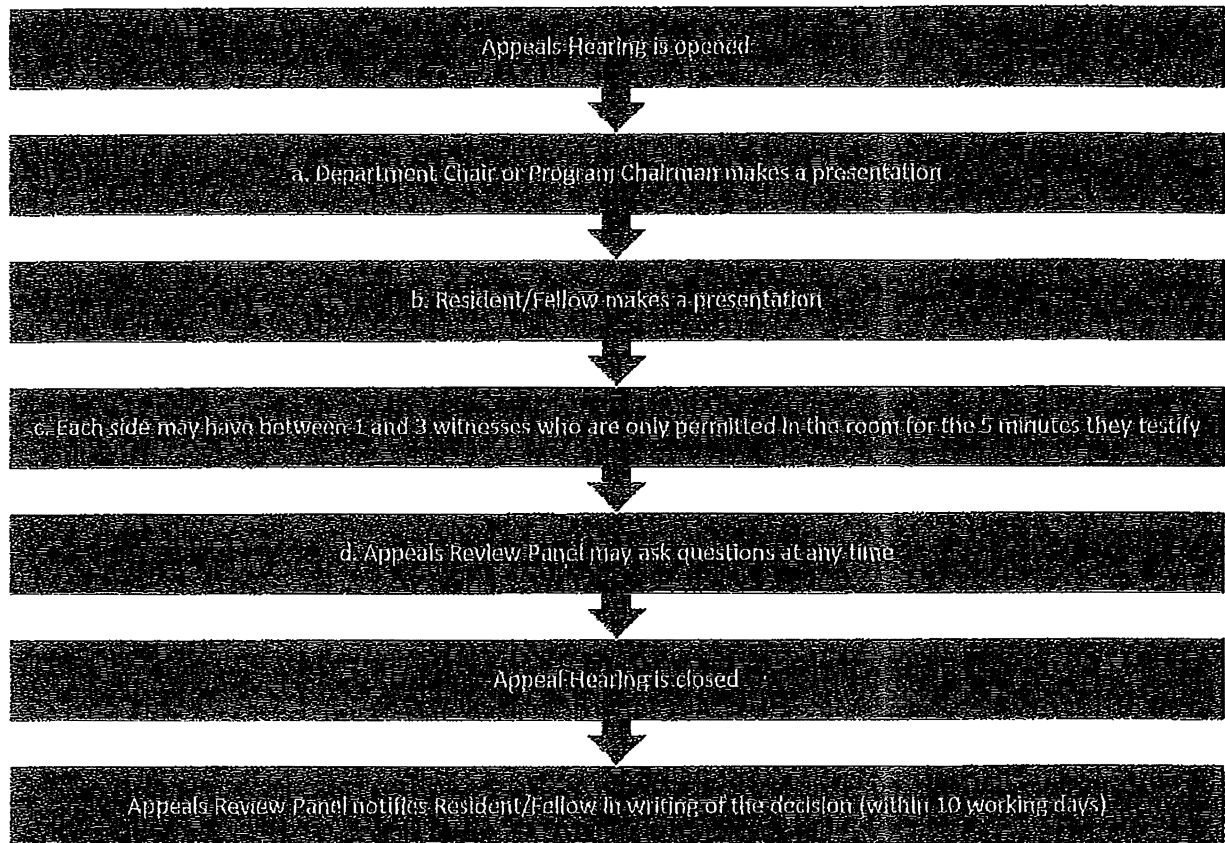 Appeals Hearing is opened
a. Department Chair or Program Chairman makes a presentation
b. Resident/Fellow makes a presentation
c. Each side may have between 1 and 3 witnesses who are only permitted in the room for the 5 minutes they testify
d. Appeals Review Panel may ask questions at any time
Appeal Hearing is closed
Appeals Review Panel notifies Resident/Fellow in writing of the decision (within 10 working days)